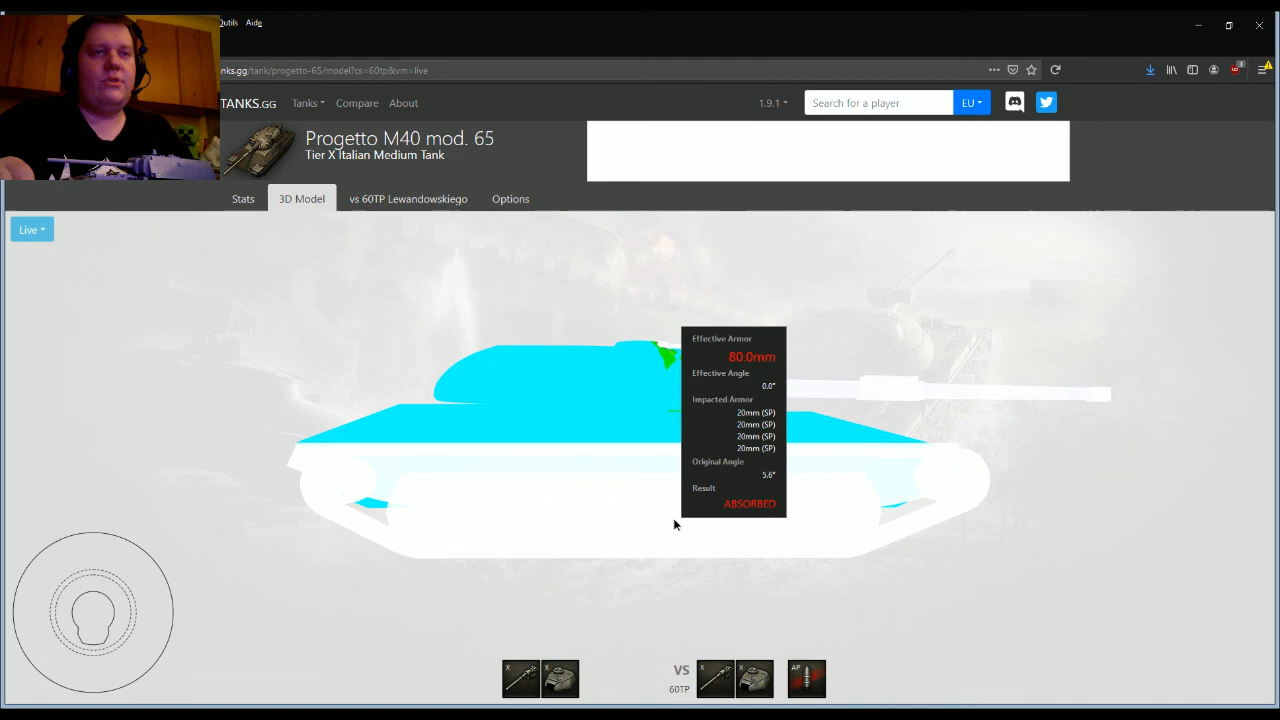 Outils Aide
nks.gg/tank/progetto-65/model?cs=60tp&vm=live
TANKS.GG Tanks Compare About 1.9.1 Search for a player EU
Progetto M40 mod. 65
Tier X Italian Medium Tank
Stats 3D Model vs 60TP Lewandowskiego Options
Live
Effective Armor
80.0mm
Effective Angle
0.0°
Impacted Armor
20mm (SP)
20mm (SP)
20mm (SP)
20mm (SP)
Original Angle
5.6°
Result
ABSORBED
X X VS X X AP
60TP
3